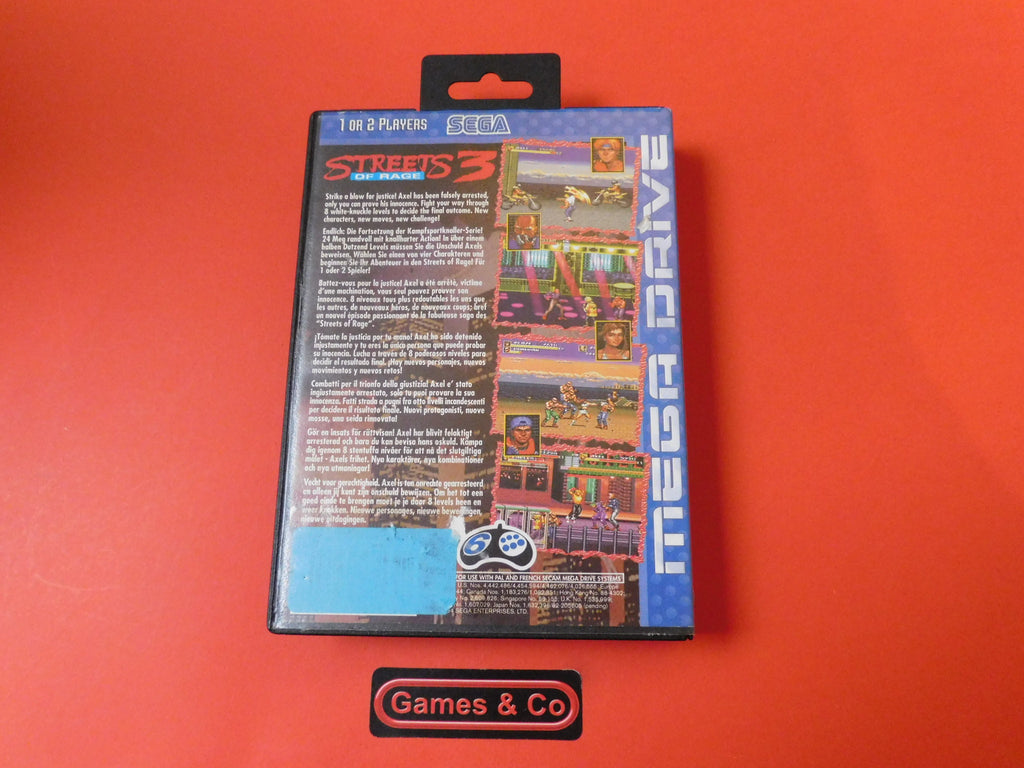 1 OR 2 PLAYERS SEGA
STREETS 3
OF RAGE
Strike a blow for justice! Axel has been falsely arrested,
only you can prove his innocence. Fight your way through
8 white-knuckle levels to decide the final outcome. New
characters, new moves, new challenge!
Endlich: Die Fortsetzung der Kampfsportknoller-Serie!
24 Meg randvoll mit knallharter Action! In über einem
halben Dutzend Levels müssen Sie die Unschuld Axels
beweisen. Wählen Sie einen von vier Charakteren und
beginnen Sie Ihr Abenteuer in den Streets of Rage! Für
1 oder 2 Spieler!
Battez-vous pour la justice! Axel a été arrêté, victime
d'une machination, vous seul pouvez prouver son
innocence. 8 niveaux tous plus redoutables les uns que
les autres, de nouveaux héros, de nouveaux coups; bref
un nouvel épisode passionnant de la fabuleuse saga des
"Streets of Rage".
¡Tómate la justicia por tu mano! Axel ha sido detenido
injustamente y tu eres la única persona que puede probar
su inocencia. Lucha a través de 8 poderosos niveles para
decidir el resultado final. ¡Hay nuevos personajes, nuevos
movimientos y nuevos retos!
Combatti per il trionfo della giustizia! Axel e' stato
ingiustamente arrestato, solo tu puoi provare la sua
innocenza. Fatti strada a pugni fra otto livelli incandescenti
per decidere il risultato finale. Nuovi protagonisti, nuove
mosse, una seida rinnovata!
Gör en insats för rättvisan! Axel har blivit felaktigt
arresterad och bara du kan bevisa hans oskuld. Kämpa
dig igenom 8 stentuffa nivåer för att nå det slutgiltiga
målet - Axels frihet. Nya karaktärer, nya kombinationer
och nya utmaningar!
Vecht voor gerechtigheid. Axel is ten onrechte gearresteerd
en alleen jij kant zijn onschuld bewijzen. Om het tot een
goed einde te brengen moet je je door 8 levels heen en
weer knokken. Nieuwe personages, nieuwe bewegingen,
nieuwe uitdagingen.
6
FOR USE WITH PAL AND FRENCH SECAM MEGA DRIVE SYSTEMS
SEGA ENTERPRISES, LTD.
MEGA DRIVE
Games & Co